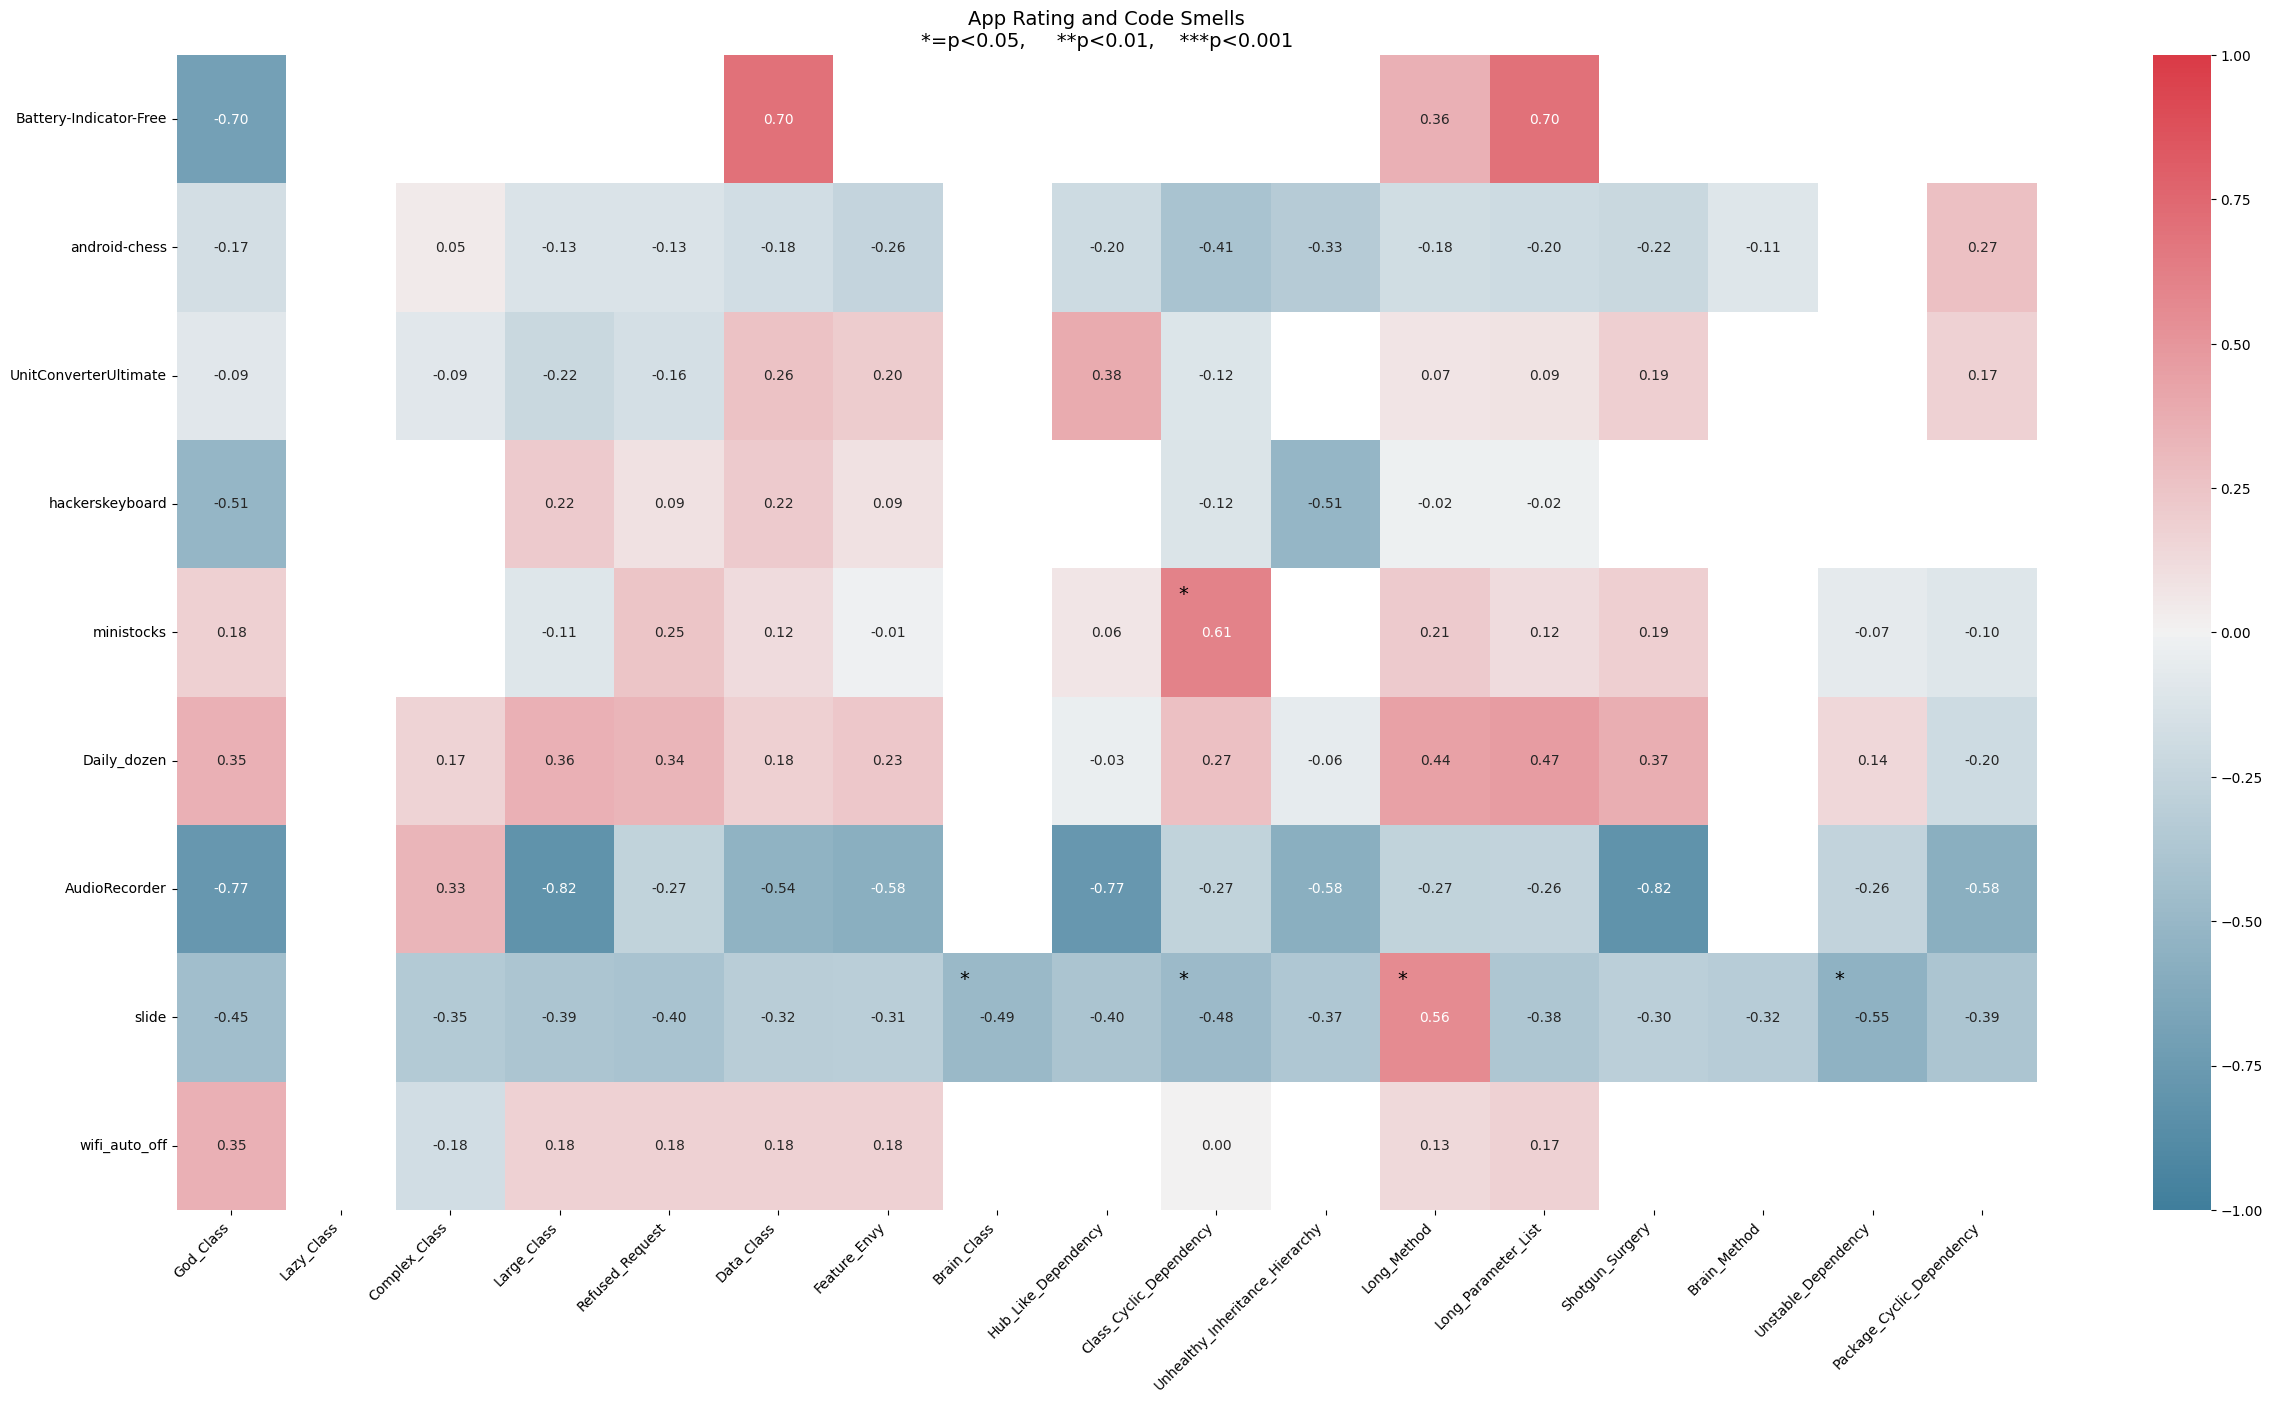 App Rating and Code Smells
*=p<0.05, **p<0.01, ***p<0.001
Battery-Indicator-Free -0.70 0.70 0.36 0.70
android-chess -0.17 0.05 -0.13 -0.13 -0.18 -0.26 -0.20 -0.41 -0.33 -0.18 -0.20 -0.22 -0.11 0.27
UnitConverterUltimate -0.09 -0.09 -0.22 -0.16 0.26 0.20 0.38 -0.12 0.07 0.09 0.19 0.17
hackerskeyboard -0.51 0.22 0.09 0.22 0.09 -0.12 -0.51 -0.02 -0.02
*
ministocks 0.18 -0.11 0.25 0.12 -0.01 0.06 0.61 0.21 0.12 0.19 -0.07 -0.10
Daily_dozen 0.35 0.17 0.36 0.34 0.18 0.23 -0.03 0.27 -0.06 0.44 0.47 0.37 0.14 -0.20
AudioRecorder -0.77 0.33 -0.82 -0.27 -0.54 -0.58 -0.77 -0.27 -0.58 -0.27 -0.26 -0.82 -0.26 -0.58
* * * *
slide -0.45 -0.35 -0.39 -0.40 -0.32 -0.31 -0.49 -0.40 -0.48 -0.37 0.56 -0.38 -0.30 -0.32 -0.55 -0.39
wifi_auto_off 0.35 -0.18 0.18 0.18 0.18 0.18 0.00 0.13 0.17
God_Class
Lazy_Class
Complex_Class
Large_Class
Refused_Request
Data_Class
Feature_Envy
Brain_Class
Hub_Like_Dependency
Class_Cyclic_Dependency
Unhealthy_Inheritance_Hierarchy
Long_Method
Long_Parameter_List
Shotgun_Surgery
Brain_Method
Unstable_Dependency
Package_Cyclic_Dependency
1.00
0.75
0.50
0.25
0.00
−0.25
−0.50
−0.75
−1.00